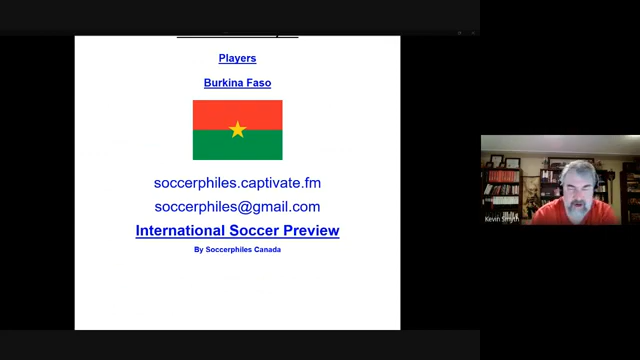 Players
Burkina Faso
soccerphiles.captivate.fm
soccerphiles@gmail.com
International Soccer Preview
By Soccerphiles Canada
Kevin Smyth